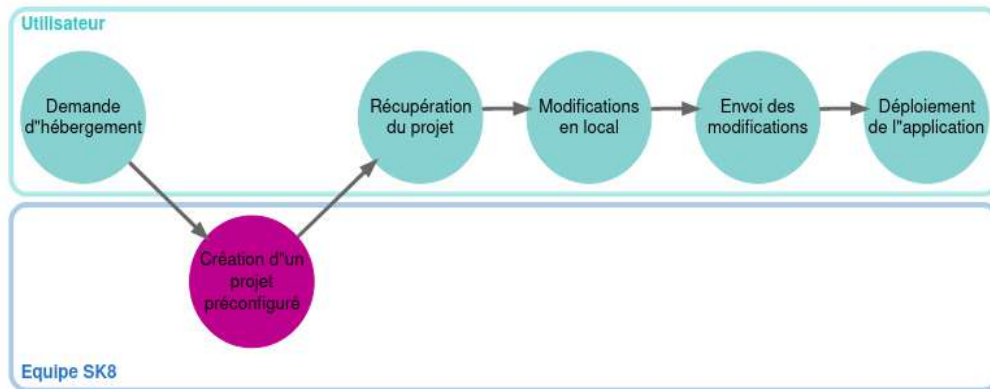 Utilisateur
Demande
d"hébergement
Création d"un
projet
préconfiguré
Récupération
du projet
Modifications
en local
Envoi des
modifications
Déploiement
de l"application
Equipe SK8